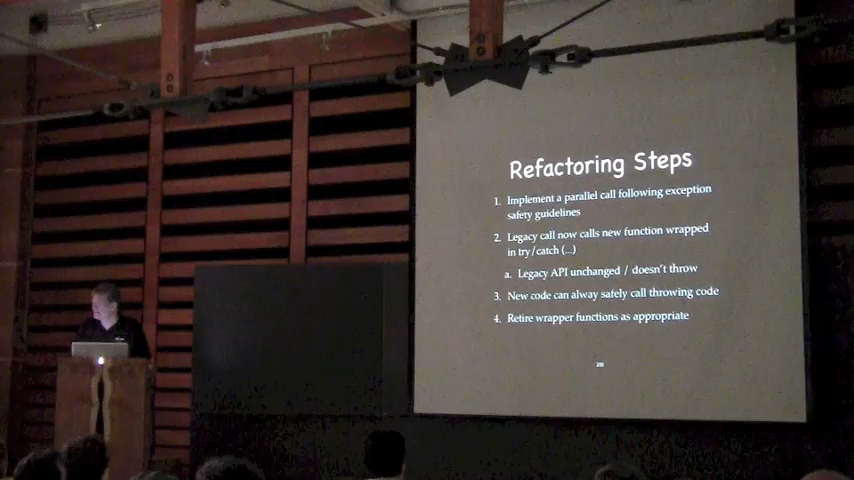 Refactoring Steps
1. Implement a parallel call following exception
safety guidelines
2. Legacy call now calls new function wrapped
in try/catch (...)
a. Legacy API unchanged / doesn't throw
3. New code can alway safely call throwing code
4. Retire wrapper functions as appropriate